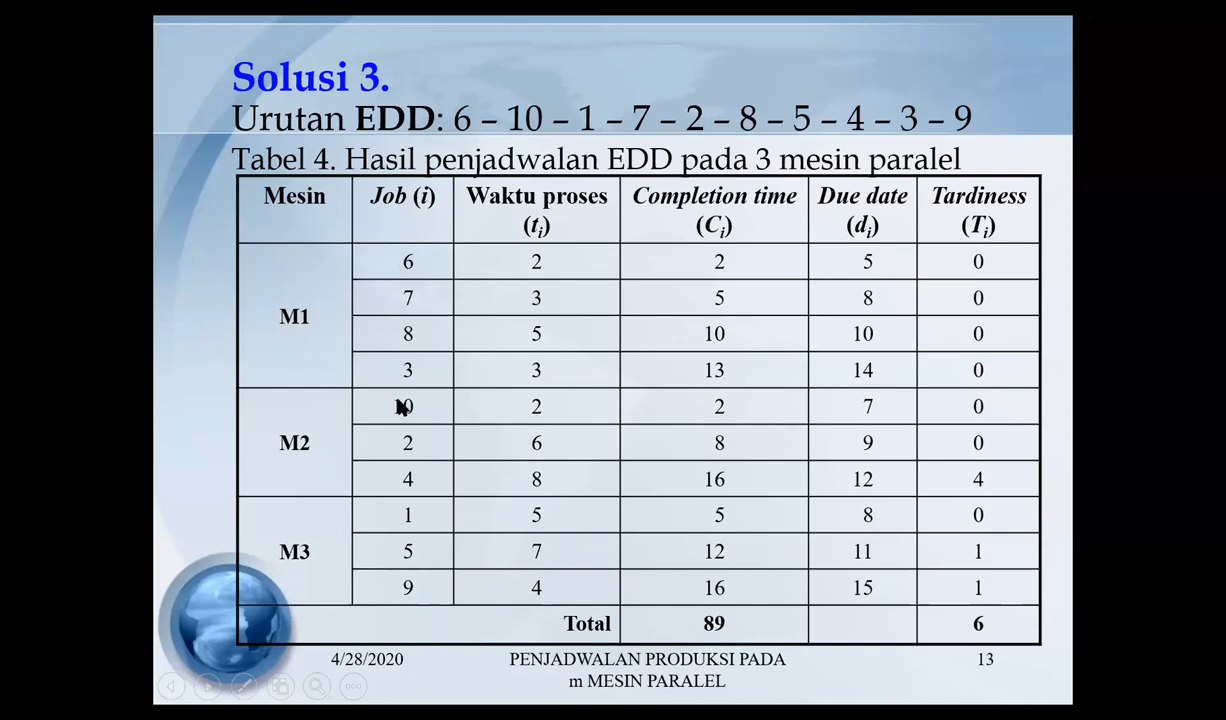 Solusi 3.
Urutan EDD: 6 – 10 – 1 – 7 – 2 – 8 – 5 – 4 – 3 – 9
Tabel 4. Hasil penjadwalan EDD pada 3 mesin paralel
Mesin Job (i) Waktu proses (ti) Completion time (Ci) Due date (di) Tardiness (Ti)
M1 6 2 2 5 0
7 3 5 8 0
8 5 10 10 0
3 3 13 14 0
M2 10 2 2 7 0
2 6 8 9 0
4 8 16 12 4
M3 1 5 5 8 0
5 7 12 11 1
9 4 16 15 1
Total 89 6
4/28/2020 PENJADWALAN PRODUKSI PADA 13
m MESIN PARALEL